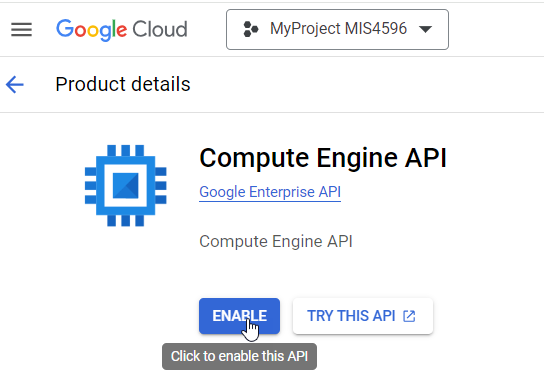 Google Cloud
MyProject MIS4596
Product details
Compute Engine API
Google Enterprise API
Compute Engine API
ENABLE
TRY THIS API
Click to enable this API